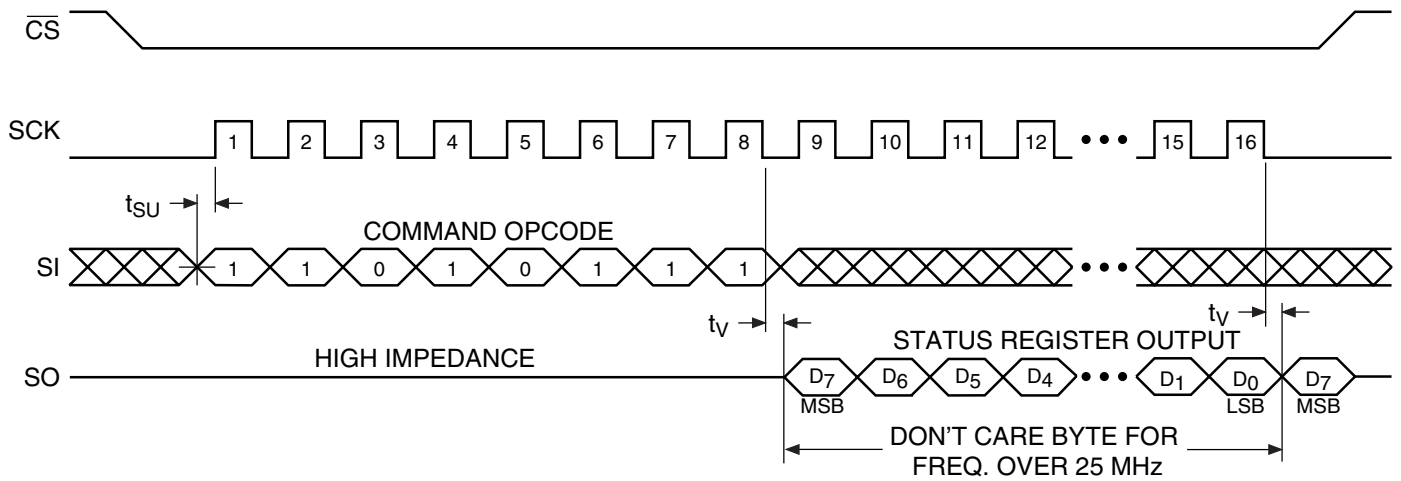 CS
SCK
1 2 3 4 5 6 7 8 9 10 11 12 ••• 15 16
tSU
COMMAND OPCODE
SI
1 1 0 1 0 1 1 1 •••
tV
tV
STATUS REGISTER OUTPUT
HIGH IMPEDANCE
SO
D7 D6 D5 D4 ••• D1 D0 D7
MSB LSB MSB
DON'T CARE BYTE FOR
FREQ. OVER 25 MHz